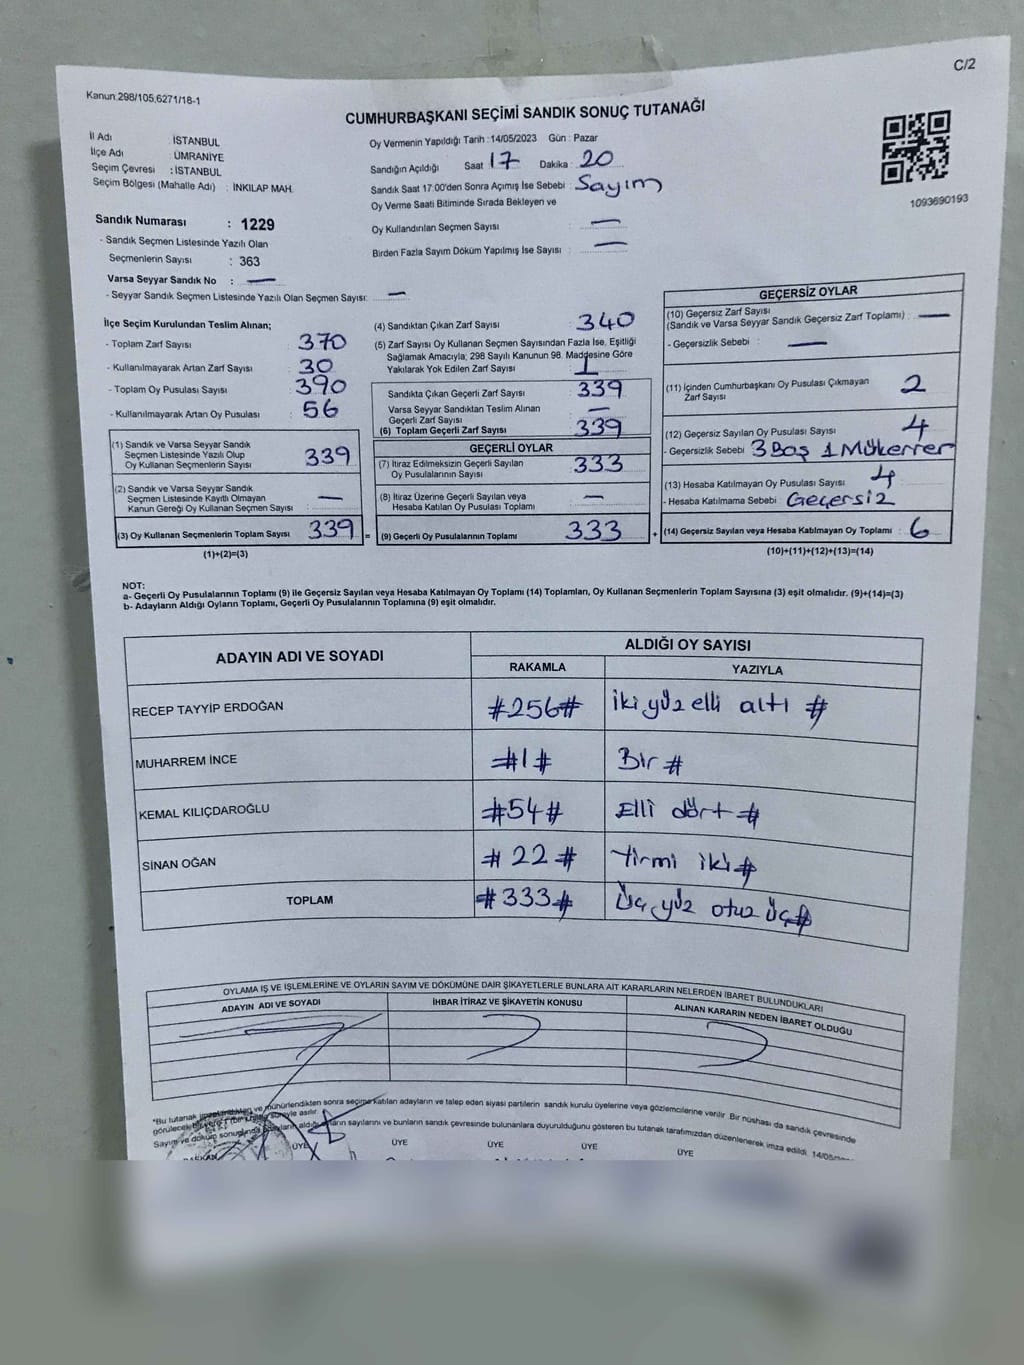 C/2
Kanun:298/105,6271/18-1
CUMHURBAŞKANI SEÇİMİ SANDIK SONUÇ TUTANAĞI
İl Adı : İSTANBUL
İlçe Adı : ÜMRANİYE
Seçim Çevresi : İSTANBUL
Seçim Bölgesi (Mahalle Adı) : İNKILAP MAH.
Oy Vermenin Yapıldığı Tarih : 14/05/2023 Gün : Pazar
Sandığın Açıldığı Saat 17 Dakika : 20
Sandık Saat 17:00'den Sonra Açımış İse Sebebi : Sayım
Oy Verme Saati Bitiminde Sırada Bekleyen ve
Oy Kullandırılan Seçmen Sayısı : —
Birden Fazla Sayım Döküm Yapılmış İse Sayısı : —
1093690193
Sandık Numarası : 1229
- Sandık Seçmen Listesinde Yazılı Olan
Seçmenlerin Sayısı : 363
Varsa Seyyar Sandık No : —
- Seyyar Sandık Seçmen Listesinde Yazılı Olan Seçmen Sayısı: —
İlçe Seçim Kurulundan Teslim Alınan;
- Toplam Zarf Sayısı : 370
- Kullanılmayarak Artan Zarf Sayısı : 30
- Toplam Oy Pusulası Sayısı : 390
- Kullanılmayarak Artan Oy Pusulası : 56
(1) Sandık ve Varsa Seyyar Sandık
Seçmen Listesinde Yazılı Olup
Oy Kullanan Seçmenlerin Sayısı : 339
(2) Sandık ve Varsa Seyyar Sandık
Seçmen Listesinde Kayıtlı Olmayan
Kanun Gereği Oy Kullanan Seçmen Sayısı : —
(3) Oy Kullanan Seçmenlerin Toplam Sayısı : 339 =
(1)+(2)=(3)
(4) Sandıktan Çıkan Zarf Sayısı : 340
(5) Zarf Sayısı Oy Kullanan Seçmen Sayısından Fazla İse, Eşitliği
Sağlamak Amacıyla; 298 Sayılı Kanunun 98. Maddesine Göre
Yakılarak Yok Edilen Zarf Sayısı : 1
Sandıkta Çıkan Geçerli Zarf Sayısı : 339
Varsa Seyyar Sandıktan Teslim Alınan
Geçerli Zarf Sayısı : —
(6) Toplam Geçerli Zarf Sayısı : 339
GEÇERLİ OYLAR
(7) İtiraz Edilmeksizin Geçerli Sayılan
Oy Pusulalarının Sayısı : 333
(8) İtiraz Üzerine Geçerli Sayılan veya
Hesaba Katılan Oy Pusulası Toplamı : —
(9) Geçerli Oy Pusulalarının Toplamı : 333 +
GEÇERSİZ OYLAR
(10) Geçersiz Zarf Sayısı
(Sandık ve Varsa Seyyar Sandık Geçersiz Zarf Toplamı) : —
- Geçersizlik Sebebi : —
(11) İçinden Cumhurbaşkanı Oy Pusulası Çıkmayan
Zarf Sayısı : 2
(12) Geçersiz Sayılan Oy Pusulası Sayısı : 4
- Geçersizlik Sebebi : 3 Boş 1 Mükerrer
(13) Hesaba Katılmayan Oy Pusulası Sayısı : 4
- Hesaba Katılmama Sebebi : Geçersiz
(14) Geçersiz Sayılan veya Hesaba Katılmayan Oy Toplamı : 6
(10)+(11)+(12)+(13)=(14)
NOT:
a- Geçerli Oy Pusulalarının Toplamı (9) ile Geçersiz Sayılan veya Hesaba Katılmayan Oy Toplamı (14) Toplamları, Oy Kullanan Seçmenlerin Toplam Sayısına (3) eşit olmalıdır. (9)+(14)=(3)
b- Adayların Aldığı Oyların Toplamı, Geçerli Oy Pusulalarının Toplamına (9) eşit olmalıdır.
ADAYIN ADI VE SOYADI
ALDIĞI OY SAYISI
RAKAMLA YAZIYLA
RECEP TAYYİP ERDOĞAN #256# İki yüz elli altı #
MUHARREM İNCE #1# Bir #
KEMAL KILIÇDAROĞLU #54# Elli dört #
SİNAN OĞAN #22# Yirmi iki #
TOPLAM #333# Üç yüz otuz üç #
OYLAMA İŞ VE İŞLEMLERİNE VE OYLARIN SAYIM VE DÖKÜMÜNE DAİR ŞİKAYETLERLE BUNLARA AİT KARARLARIN NELERDEN İBARET BULUNDUKLARI
ADAYIN ADI VE SOYADI İHBAR İTİRAZ VE ŞİKAYETİN KONUSU ALINAN KARARIN NEDEN İBARET OLDUĞU
*Bu tutanak ve mühürlendikten sonra seçime katılan adayların ve talep eden siyasi partilerin sandık kurulu üyelerine veya gözlemcilerine verilir. Bir nüshası da sandık çevresinde
süreyle asılır.
Sayım ve döküm sayılarını ve bunların sandık çevresinde bulunanlara duyurulduğunu gösteren bu tutanak tarafımızdan düzenlenerek imza edildi. 14/05/
BAŞKAN ÜYE ÜYE ÜYE ÜYE ÜYE